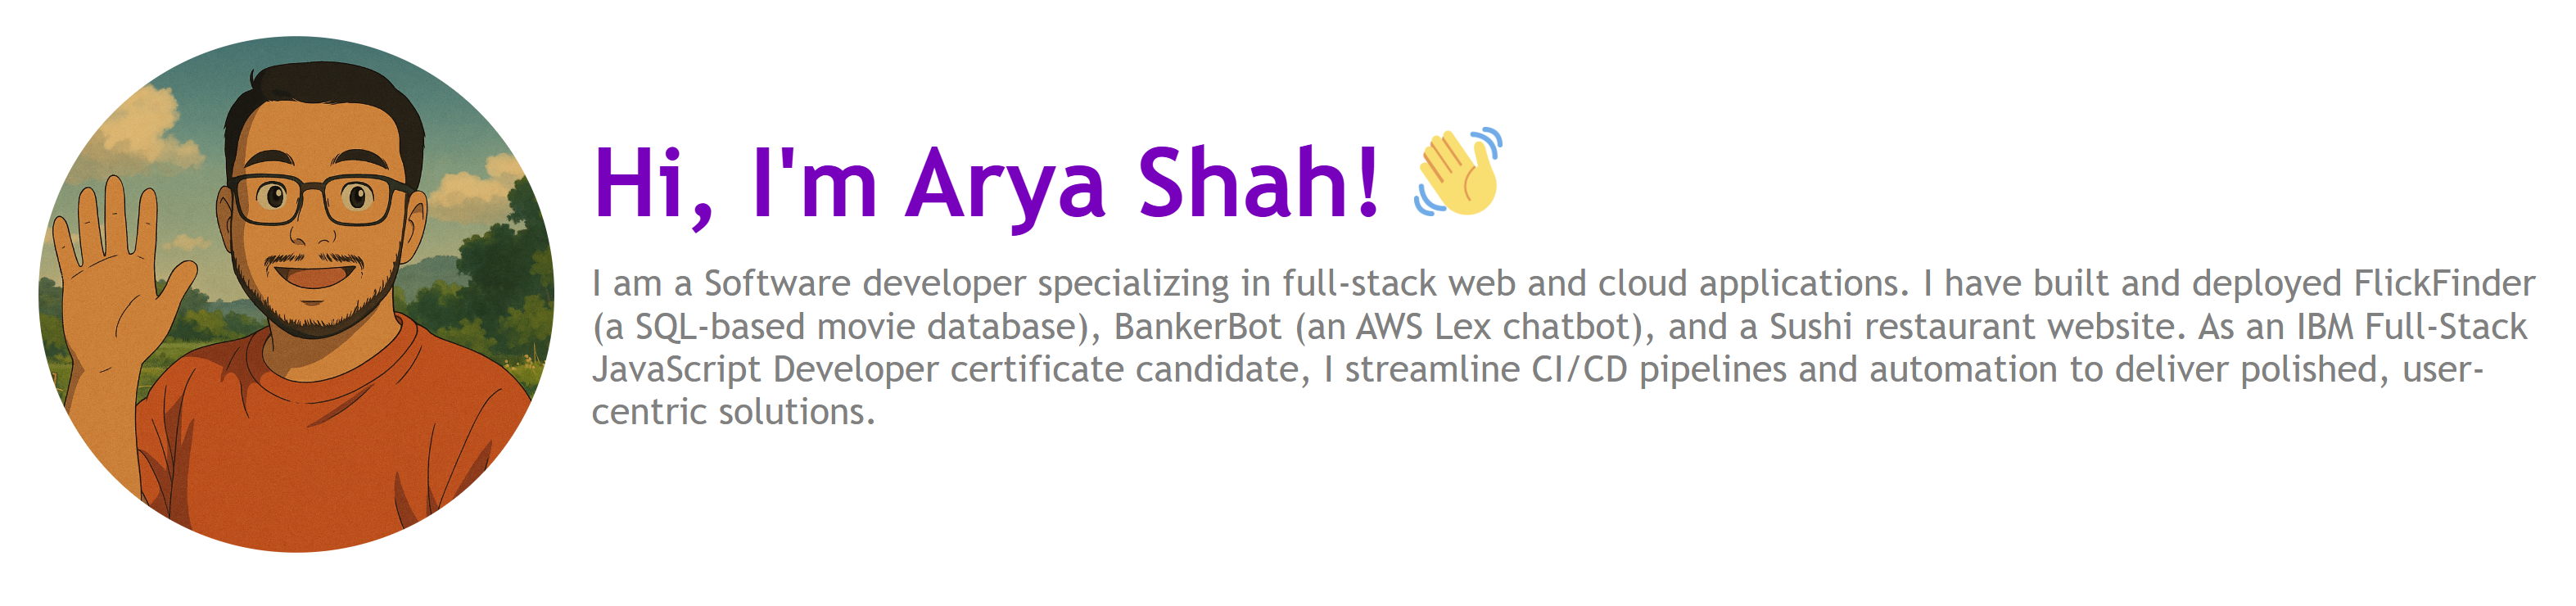 Hi, I'm Arya Shah! 👋
I am a Software developer specializing in full-stack web and cloud applications. I have built and deployed FlickFinder
(a SQL-based movie database), BankerBot (an AWS Lex chatbot), and a Sushi restaurant website. As an IBM Full-Stack
JavaScript Developer certificate candidate, I streamline CI/CD pipelines and automation to deliver polished, user-
centric solutions.